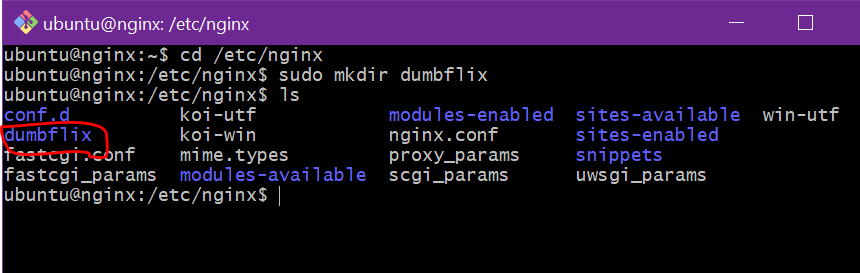 ubuntu@nginx: /etc/nginx
ubuntu@nginx:~$ cd /etc/nginx
ubuntu@nginx:/etc/nginx$ sudo mkdir dumbflix
ubuntu@nginx:/etc/nginx$ ls
conf.d koi-utf modules-enabled sites-available win-utf
dumbflix koi-win nginx.conf sites-enabled
fastcgi.conf mime.types proxy_params snippets
fastcgi_params modules-available scgi_params uwsgi_params
ubuntu@nginx:/etc/nginx$